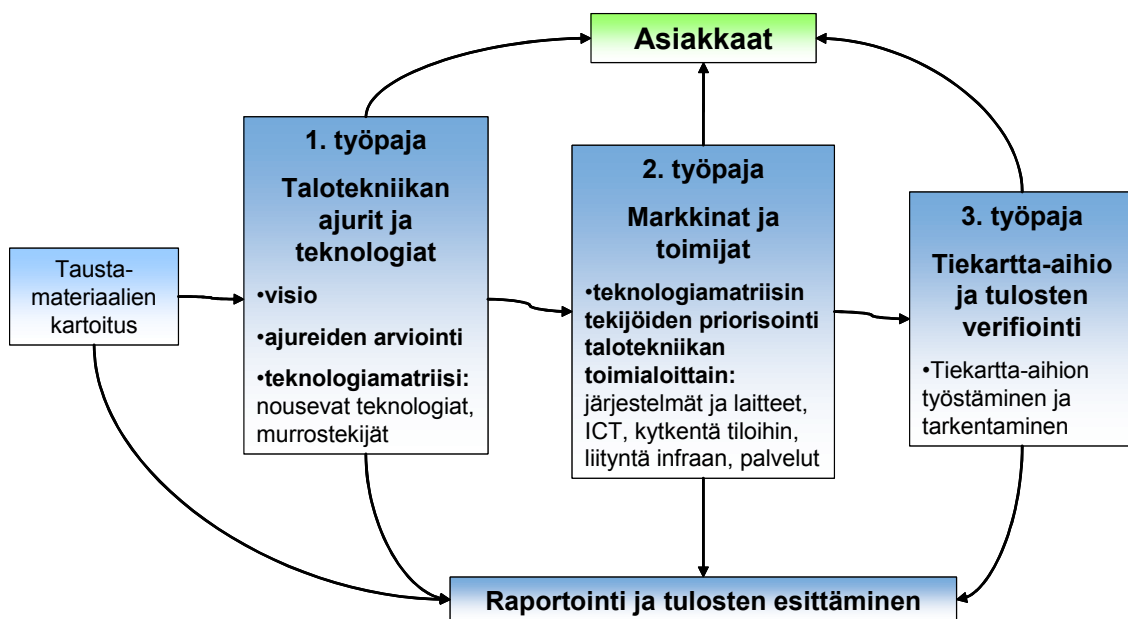 Asiakkaat
Tausta-
materiaalien
kartoitus
1. työpaja
Talotekniikan
ajurit ja
teknologiat
•visio
•ajureiden arviointi
•teknologiamatriisi:
nousevat teknologiat,
murrostekijät
2. työpaja
Markkinat ja
toimijat
•teknologiamatriisin
tekijöiden priorisointi
talotekniikan
toimialoittain:
järjestelmät ja laitteet,
ICT, kytkentä tiloihin,
liityntä infraan, palvelut
3. työpaja
Tiekartta-aihio
ja tulosten
verifiointi
•Tiekartta-aihion
työstäminen ja
tarkentaminen
Raportointi ja tulosten esittäminen